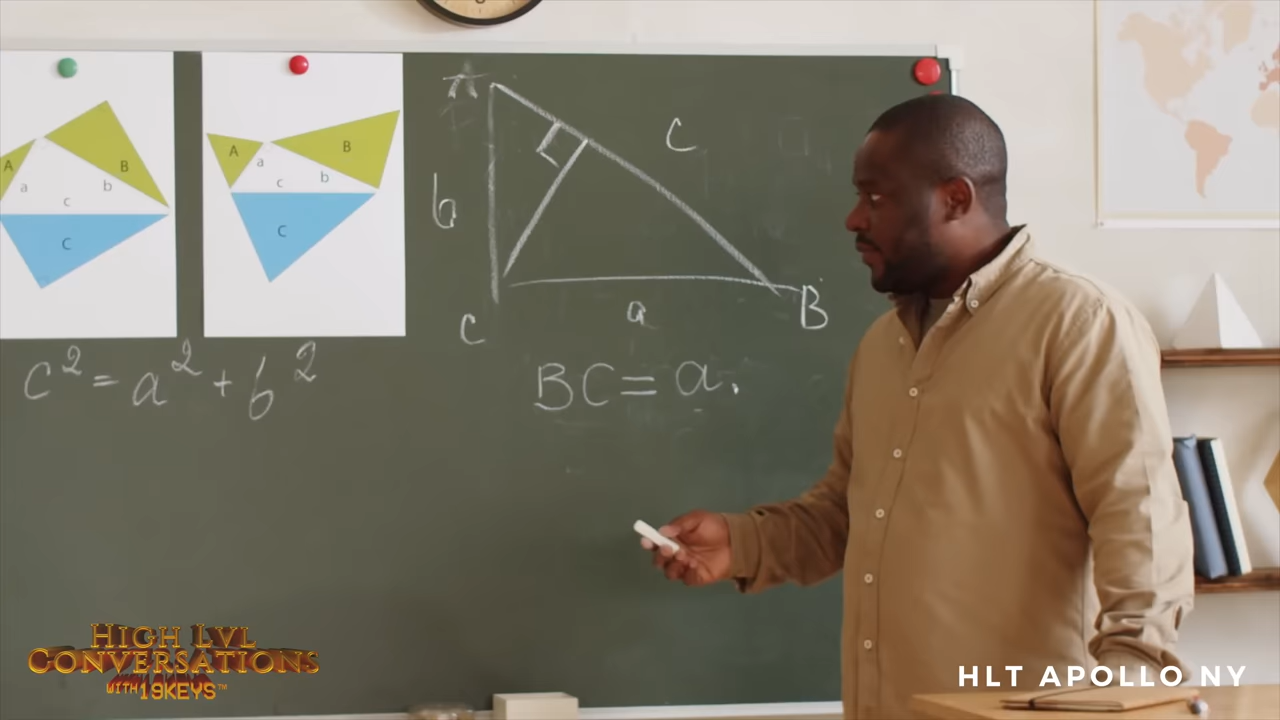 A
B
a
b
c
C
A
B
a
b
c
C
A
b
c
C
a
B
c² = a² + b²
BC = a.
HIGH LVL
CONVERSATIONS
WITH 19KEYS™
HLT APOLLO NY